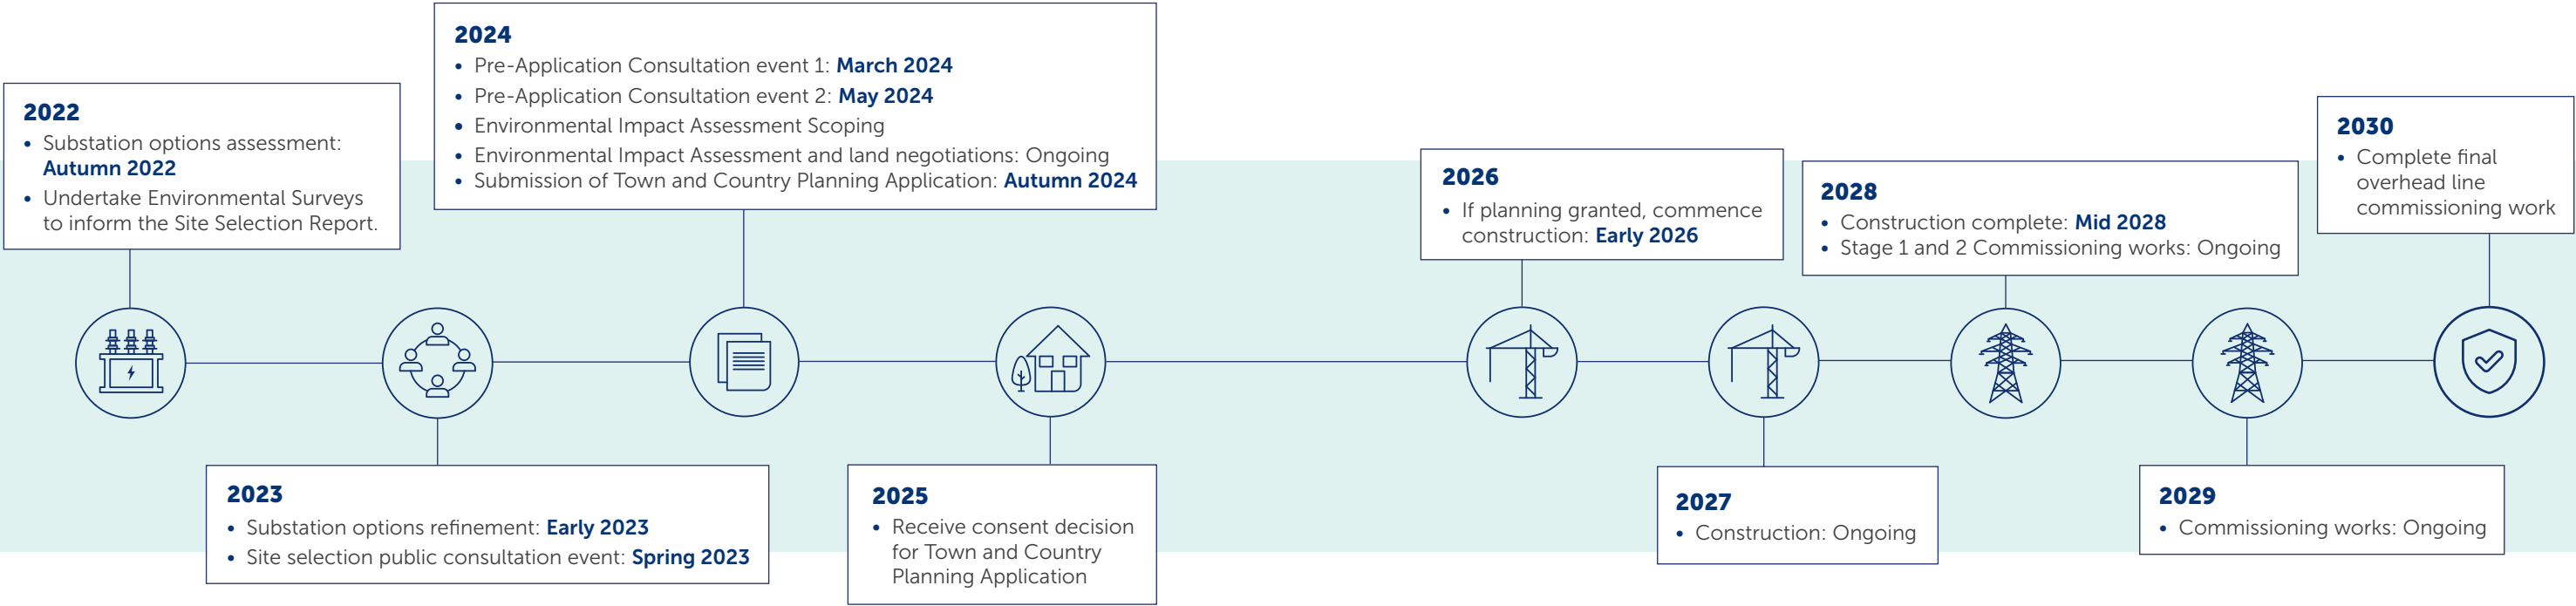 2022
• Substation options assessment:
Autumn 2022
• Undertake Environmental Surveys
to inform the Site Selection Report.
2023
• Substation options refinement: Early 2023
• Site selection public consultation event: Spring 2023
2024
• Pre-Application Consultation event 1: March 2024
• Pre-Application Consultation event 2: May 2024
• Environmental Impact Assessment Scoping
• Environmental Impact Assessment and land negotiations: Ongoing
• Submission of Town and Country Planning Application: Autumn 2024
2025
• Receive consent decision
for Town and Country
Planning Application
2026
• If planning granted, commence
construction: Early 2026
2027
• Construction: Ongoing
2028
• Construction complete: Mid 2028
• Stage 1 and 2 Commissioning works: Ongoing
2029
• Commissioning works: Ongoing
2030
• Complete final
overhead line
commissioning work